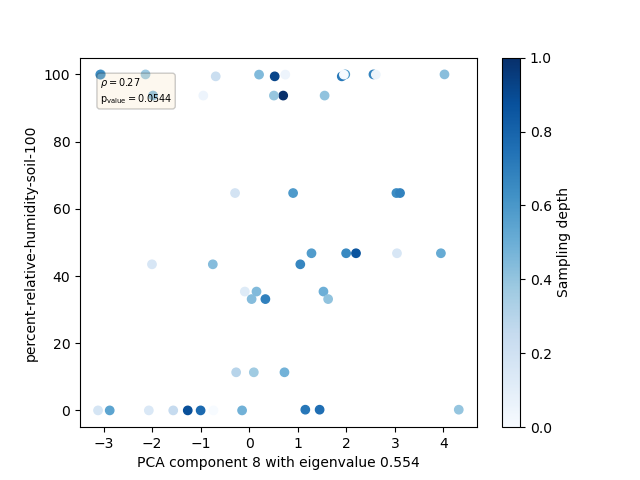 100
80
60
40
20
0
percent-relative-humidity-soil-100
ρ = 0.27
pvalue = 0.0544
−3 −2 −1 0 1 2 3 4
PCA component 8 with eigenvalue 0.554
1.0
0.8
0.6
0.4
0.2
0.0
Sampling depth